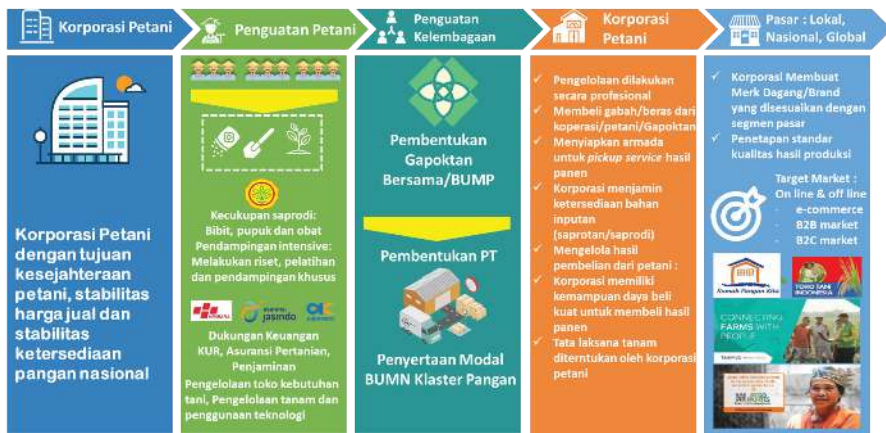 Korporasi Petani
Penguatan Petani
Penguatan
Kelembagaan
Korporasi
Petani
Pasar : Lokal,
Nasional, Global
Korporasi Petani
dengan tujuan
kesejahteraan
petani, stabilitas
harga jual dan
stabilitas
ketersediaan
pangan nasional
Kecukupan saprodi:
Bibit, pupuk dan obat
Pendampingan intensive:
Melakukan riset, pelatihan
dan pendampingan khusus
jasindo
Dukungan Keuangan
KUR, Asuransi Pertanian,
Penjaminan
Pengelolaan toko kebutuhan
tani, Pengelolaan tanam dan
penggunaan teknologi
Pembentukan
Gapoktan
Bersama/BUMP
Pembentukan PT
Penyertaan Modal
BUMN Klaster Pangan
✓ Pengelolaan dilakukan
secara profesional
✓ Membeli gabah/beras dari
koperasi/petani/Gapoktan
✓ Menyiapkan armada
untuk pickup service hasil
panen
✓ Korporasi menjamin
ketersediaan bahan
inputan
(saprotan/saprodi)
✓ Mengelola hasil
pembelian dari petani :
✓ Korporasi memiliki
kemampuan daya beli
kuat untuk membeli hasil
panen
✓ Tata laksana tanam
diterntukan oleh korporasi
petani
✓ Korporasi Membuat
Merk Dagang/Brand
yang disesuaikan dengan
segmen pasar
✓ Penetapan standar
kualitas hasil produksi
Target Market :
On line & off line
- e-commerce
- B2B market
- B2C market
Rumah Pangan Kita
TOKO TANI
INDONESIA
CONNECTING
FARMS WITH
PEOPLE